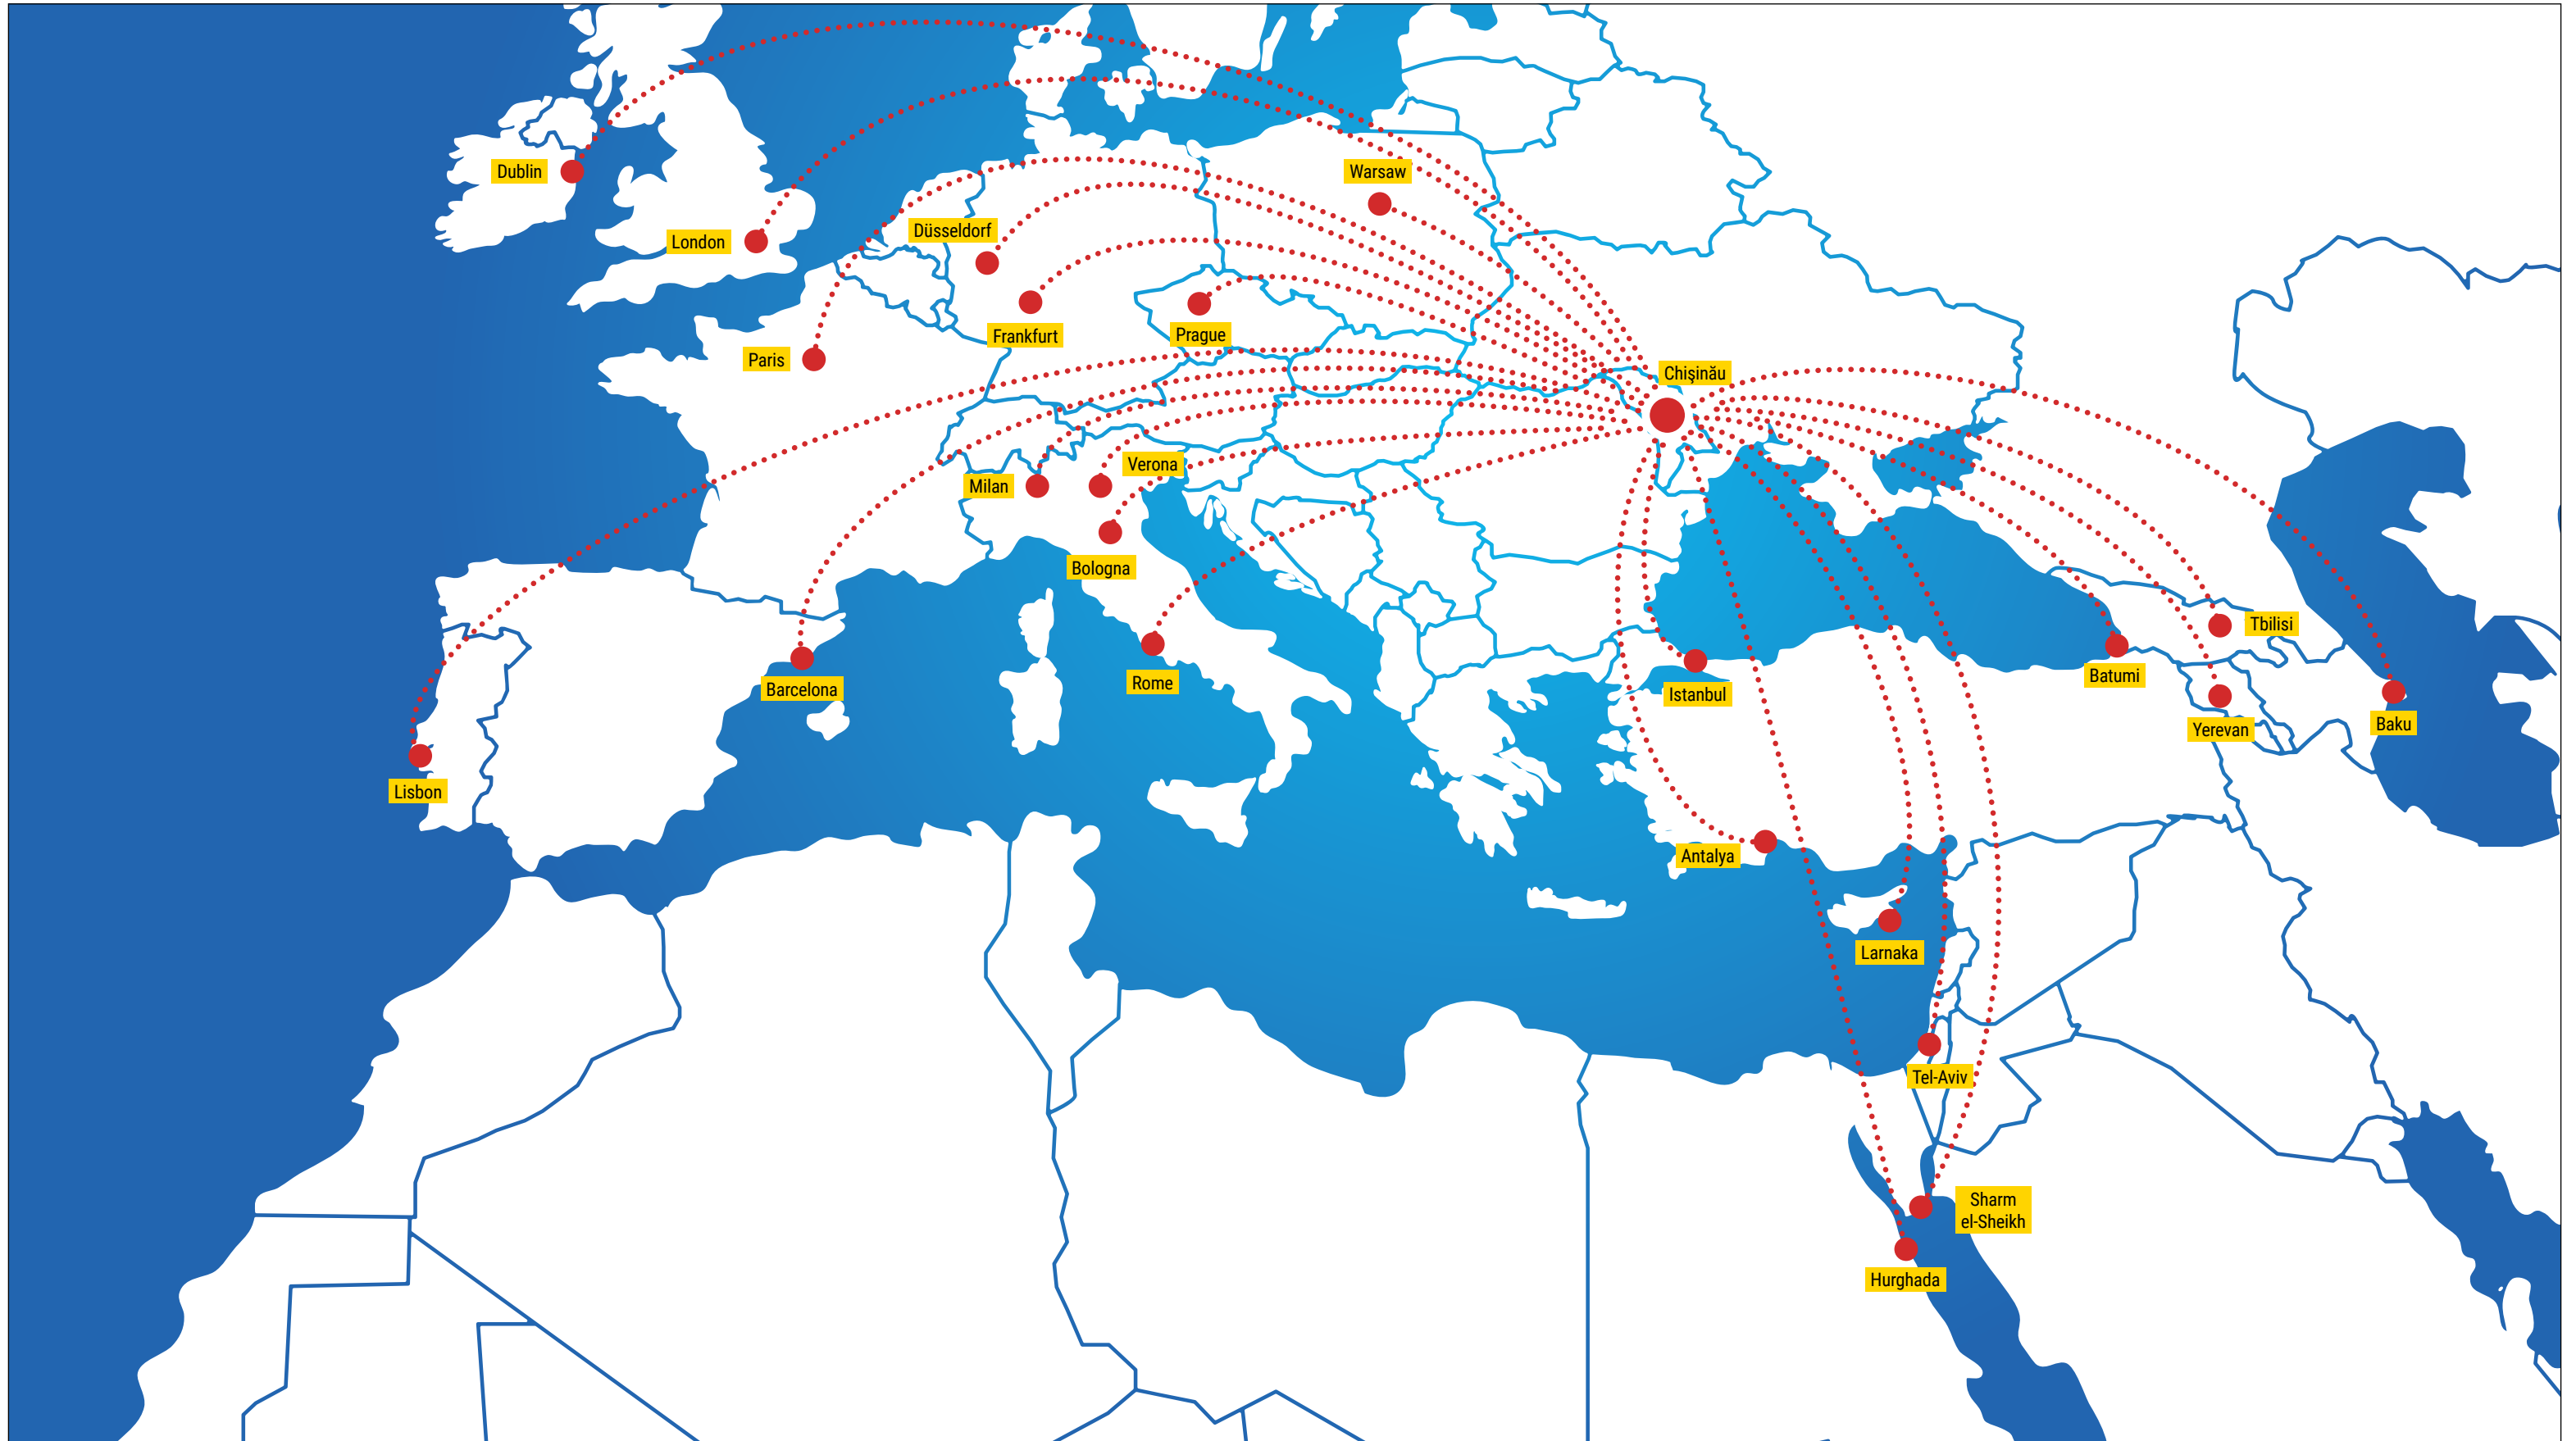 Dublin
Warsaw
London
Düsseldorf
Frankfurt
Prague
Paris
Chişinău
Verona
Milan
Bologna
Tbilisi
Batumi
Rome
Barcelona
Istanbul
Baku
Yerevan
Lisbon
Antalya
Larnaka
Tel-Aviv
Sharm
el-Sheikh
Hurghada